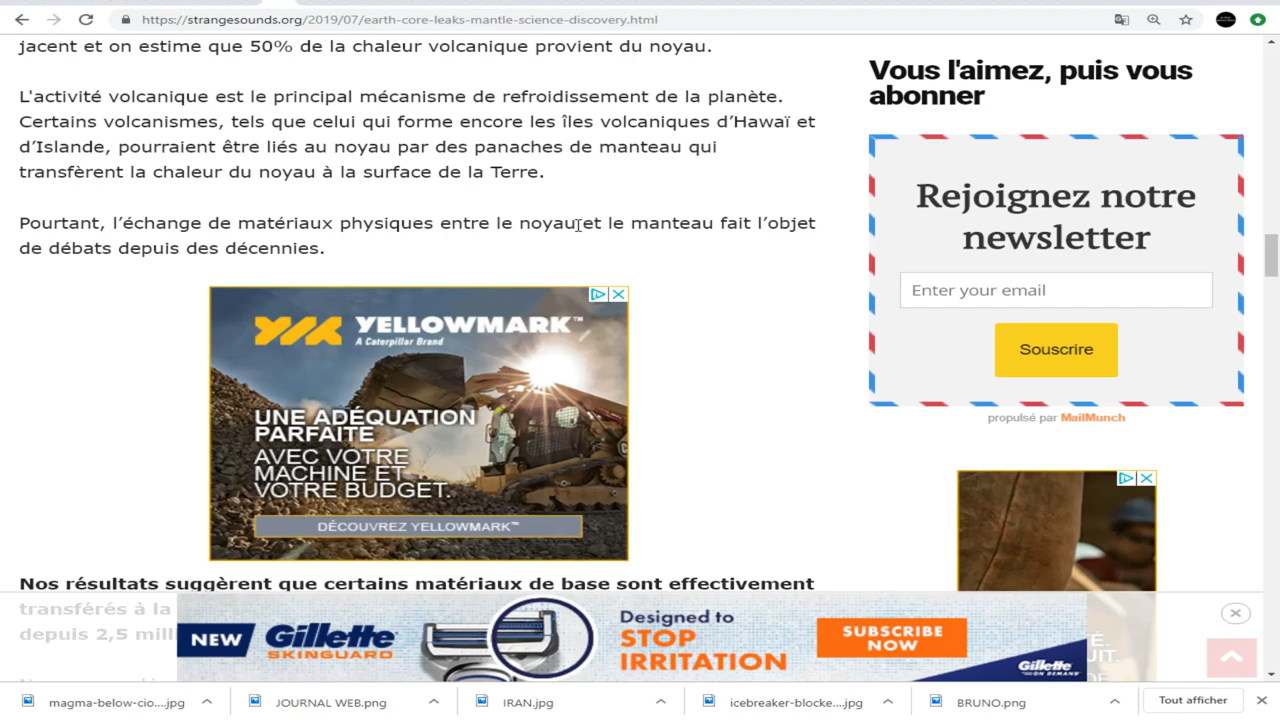 https://strangesounds.org/2019/07/earth-core-leaks-mantle-science-discovery.html
jacent et on estime que 50% de la chaleur volcanique provient du noyau.
L'activité volcanique est le principal mécanisme de refroidissement de la planète.
Certains volcanismes, tels que celui qui forme encore les îles volcaniques d’Hawaï et
d’Islande, pourraient être liés au noyau par des panaches de manteau qui
transfèrent la chaleur du noyau à la surface de la Terre.
Pourtant, l’échange de matériaux physiques entre le noyau et le manteau fait l’objet
de débats depuis des décennies.
YELLOWMARK™
A Caterpillar Brand
UNE ADÉQUATION
PARFAITE
AVEC VOTRE
MACHINE ET
VOTRE BUDGET.
DÉCOUVREZ YELLOWMARK™
Nos résultats suggèrent que certains matériaux de base sont effectivement
transférés à la
depuis 2,5 mill
Vous l'aimez, puis vous
abonner
Rejoignez notre
newsletter
Enter your email
Souscrire
propulsé par MailMunch
NEW
Gillette
SKINGUARD
Designed to
STOP
IRRITATION
SUBSCRIBE
NOW
Gillette
ON DEMAND
magma-below-cio....jpg
JOURNAL WEB.png
IRAN.jpg
icebreaker-blocke....jpg
BRUNO.png
Tout afficher